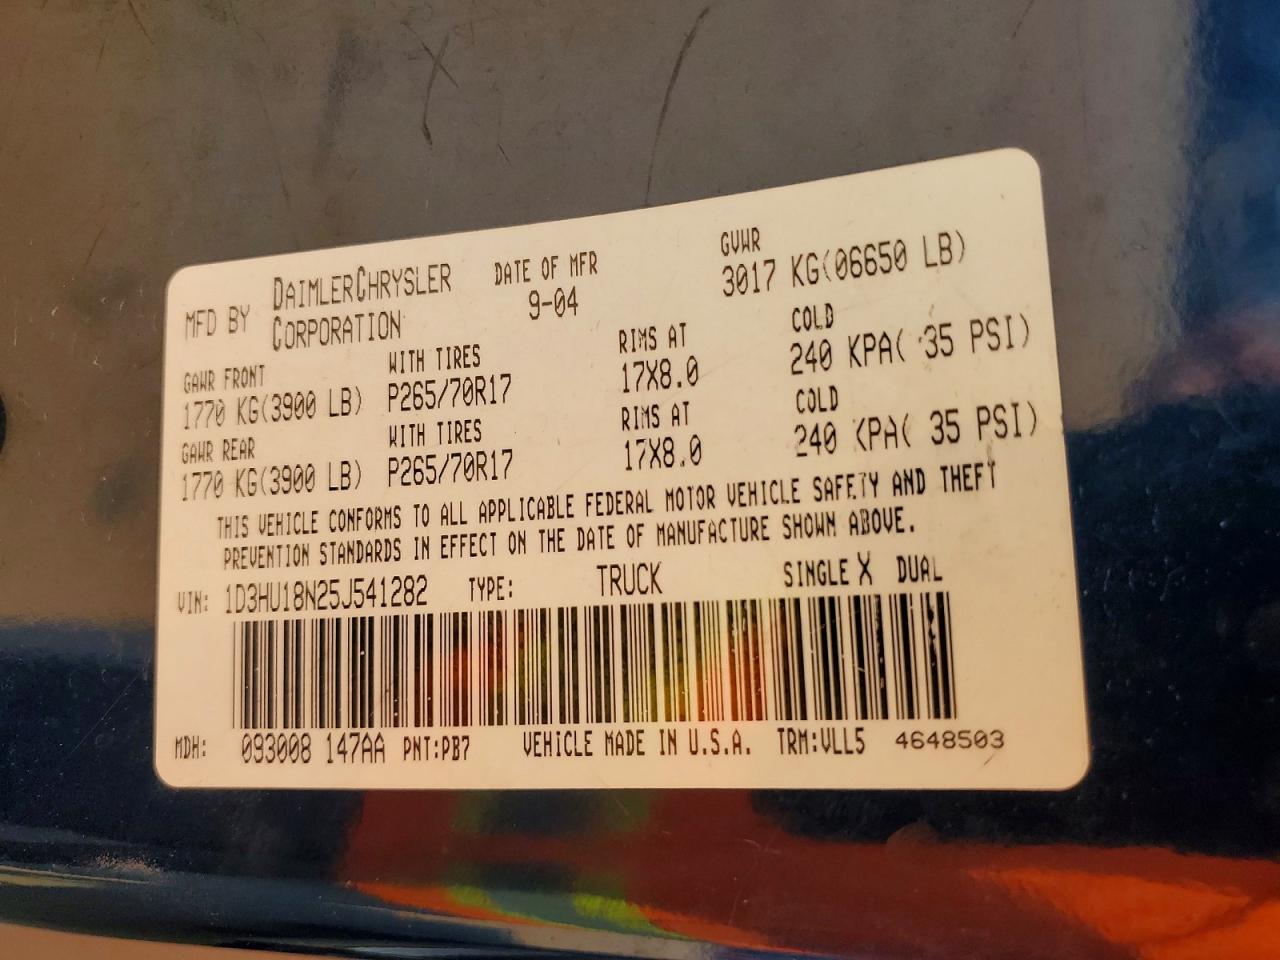 MFD BY DAIMLERCHRYSLER CORPORATION DATE OF MFR 9-04 GVWR 3017 KG(06650 LB)
GAWR FRONT WITH TIRES RIMS AT COLD
1770 KG(3900 LB) P265/70R17 17X8.0 240 KPA( 35 PSI)
GAWR REAR WITH TIRES RIMS AT COLD
1770 KG(3900 LB) P265/70R17 17X8.0 240 KPA( 35 PSI)
THIS VEHICLE CONFORMS TO ALL APPLICABLE FEDERAL MOTOR VEHICLE SAFETY AND THEFT
PREVENTION STANDARDS IN EFFECT ON THE DATE OF MANUFACTURE SHOWN ABOVE.
VIN: 1D3HU18N25J541282 TYPE: TRUCK SINGLE X DUAL
MDH: 093008 147AA PNT:PB7 VEHICLE MADE IN U.S.A. TRM:VLL5 4648503